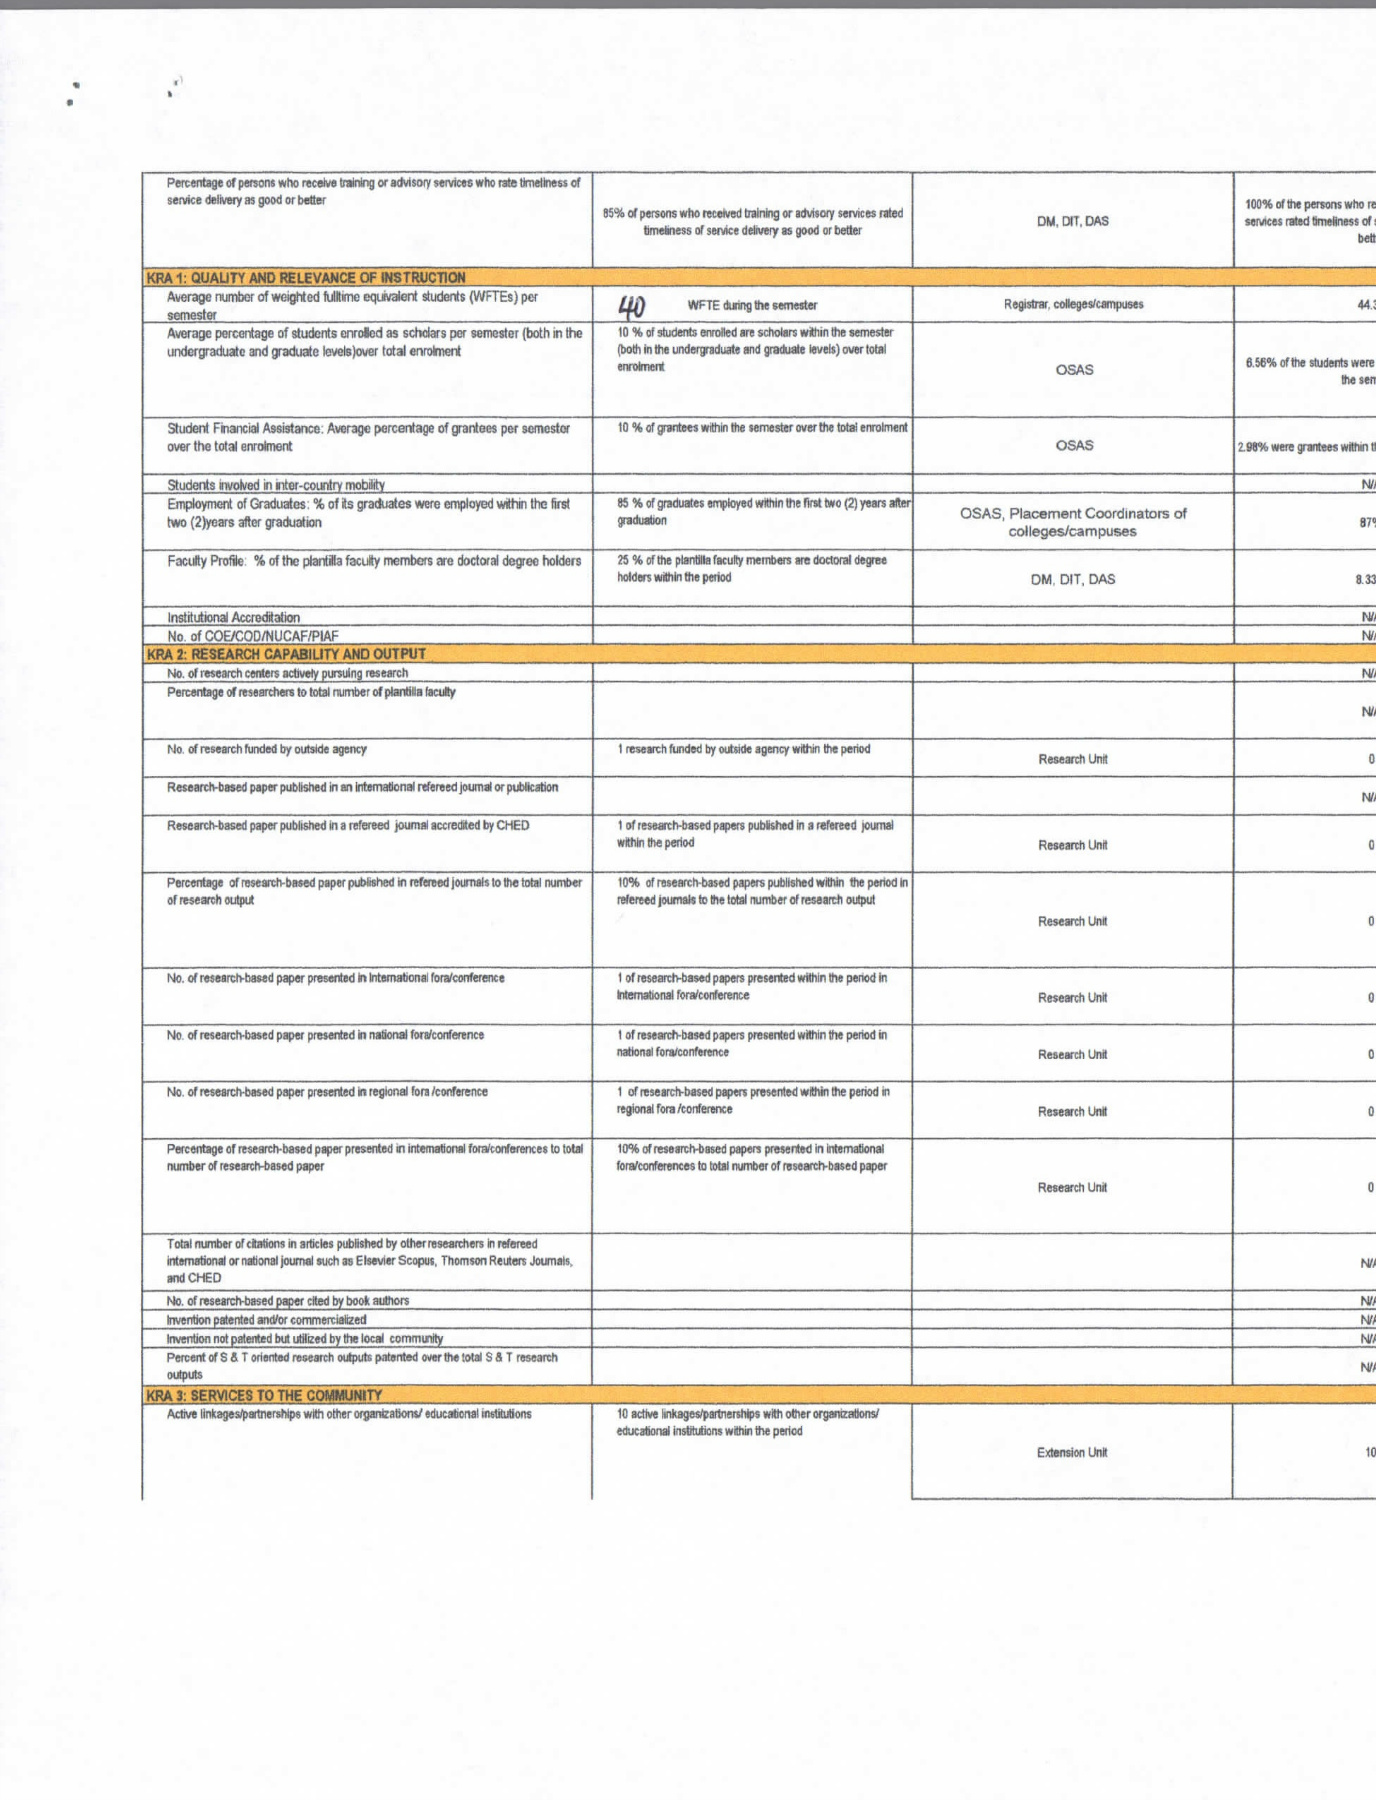 Percentage of persons who receive training or advisory services who rate timeliness of
service delivery as good or better
85% of persons who received training or advisory services rated
timeliness of service delivery as good or better
DM, DIT, DAS
100% of the persons who re
services rated timeliness of
bett
KRA 1: QUALITY AND RELEVANCE OF INSTRUCTION
Average number of weighted fulltime equivalent students (WFTEs) per
semester
40 WFTE during the semester
Registrar, colleges/campuses
44.3
Average percentage of students enrolled as scholars per semester (both in the
undergraduate and graduate levels)over total enrolment
10 % of students enrolled are scholars within the semester
(both in the undergraduate and graduate levels) over total
enrolment
OSAS
6.56% of the students were
the sem
Student Financial Assistance: Average percentage of grantees per semester
over the total enrolment
10 % of grantees within the semester over the total enrolment
OSAS
2.98% were grantees within th
Students involved in inter-country mobility
N/A
Employment of Graduates: % of its graduates were employed within the first
two (2)years after graduation
85 % of graduates employed within the first two (2) years after
graduation
OSAS, Placement Coordinators of
colleges/campuses
87%
Faculty Profile: % of the plantilla faculty members are doctoral degree holders
25 % of the plantilla faculty members are doctoral degree
holders within the period
DM, DIT, DAS
8.33
Institutional Accreditation
N/A
No. of COE/COD/NUCAF/PIAF
N/A
KRA 2: RESEARCH CAPABILITY AND OUTPUT
No. of research centers actively pursuing research
N/A
Percentage of researchers to total number of plantilla faculty
N/A
No. of research funded by outside agency
1 research funded by outside agency within the period
Research Unit
0
Research-based paper published in an international refereed journal or publication
N/A
Research-based paper published in a refereed journal accredited by CHED
1 of research-based papers published in a refereed journal
within the period
Research Unit
0
Percentage of research-based paper published in refereed journals to the total number
of research output
10% of research-based papers published within the period in
refereed journals to the total number of research output
Research Unit
0
No. of research-based paper presented in International fora/conference
1 of research-based papers presented within the period in
International fora/conference
Research Unit
0
No. of research-based paper presented in national fora/conference
1 of research-based papers presented within the period in
national fora/conference
Research Unit
0
No. of research-based paper presented in regional fora /conference
1 of research-based papers presented within the period in
regional fora /conference
Research Unit
0
Percentage of research-based paper presented in international fora/conferences to total
number of research-based paper
10% of research-based papers presented in international
fora/conferences to total number of research-based paper
Research Unit
0
Total number of citations in articles published by other researchers in refereed
international or national journal such as Elsevier Scopus, Thomson Reuters Journals,
and CHED
N/A
No. of research-based paper cited by book authors
N/A
Invention patented and/or commercialized
N/A
Invention not patented but utilized by the local community
N/A
Percent of S & T oriented research outputs patented over the total S & T research
outputs
N/A
KRA 3: SERVICES TO THE COMMUNITY
Active linkages/partnerships with other organizations/ educational institutions
10 active linkages/partnerships with other organizations/
educational institutions within the period
Extension Unit
10